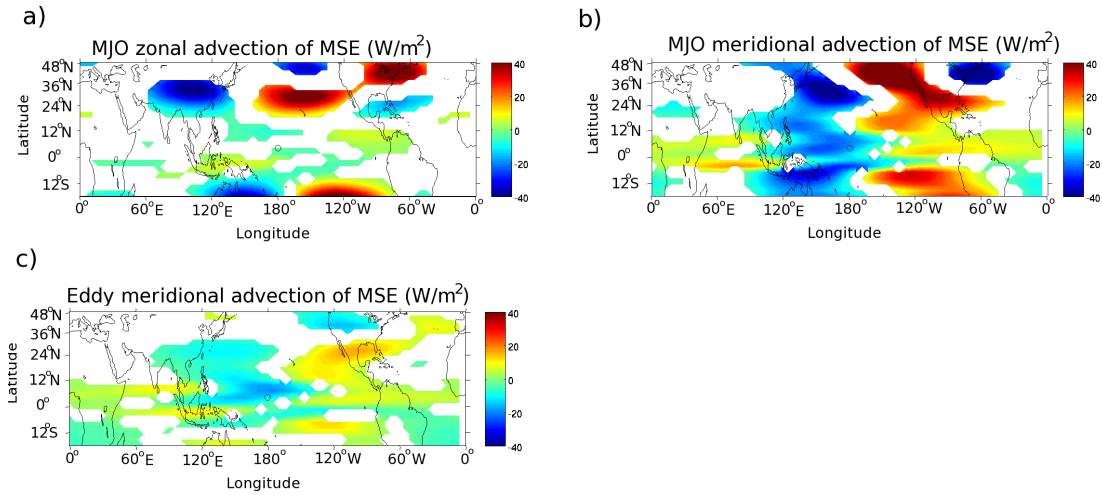 a)
MJO zonal advection of MSE (W/m²)
48°N
36°N
24°N
12°N
0°
12°S
Latitude
0°
60°E
120°E
180°
120°W
60°W
0°
Longitude
40
20
0
-20
-40
b)
MJO meridional advection of MSE (W/m²)
48°N
36°N
24°N
12°N
0°
12°S
Latitude
0°
60°E
120°E
180°
120°W
60°W
0°
Longitude
40
20
0
-20
-40
c)
Eddy meridional advection of MSE (W/m²)
48°N
36°N
24°N
12°N
0°
12°S
Latitude
0°
60°E
120°E
180°
120°W
60°W
0°
Longitude
40
20
0
-20
-40